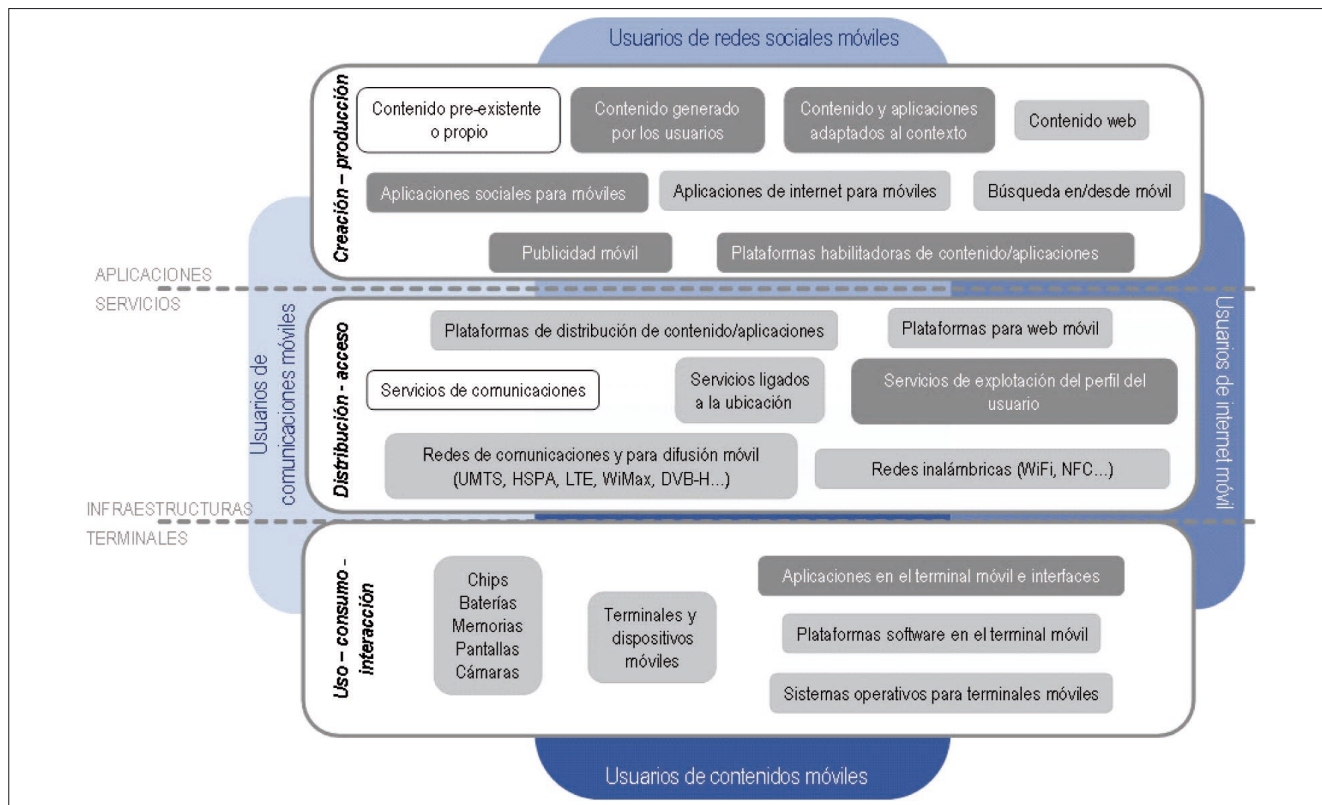 Usuarios de redes sociales móviles
Creación – producción
Contenido pre-existente
o propio
Contenido generado
por los usuarios
Contenido y aplicaciones
adaptados al contexto
Contenido web
Aplicaciones sociales para móviles
Aplicaciones de internet para móviles
Búsqueda en/desde móvil
Publicidad móvil
Plataformas habilitadoras de contenido/aplicaciones
APLICACIONES
SERVICIOS
Usuarios de
comunicaciones móviles
Distribución - acceso
Plataformas de distribución de contenido/aplicaciones
Plataformas para web móvil
Servicios de comunicaciones
Servicios ligados
a la ubicación
Servicios de explotación del perfil del
usuario
Redes de comunicaciones y para difusión móvil
(UMTS, HSPA, LTE, WiMax, DVB-H...)
Redes inalámbricas (WiFi, NFC...)
Usuarios de internet móvil
INFRAESTRUCTURAS
TERMINALES
Uso – consumo -
interacción
Chips
Baterías
Memorias
Pantallas
Cámaras
Terminales y
dispositivos
móviles
Aplicaciones en el terminal móvil e interfaces
Plataformas software en el terminal móvil
Sistemas operativos para terminales móviles
Usuarios de contenidos móviles